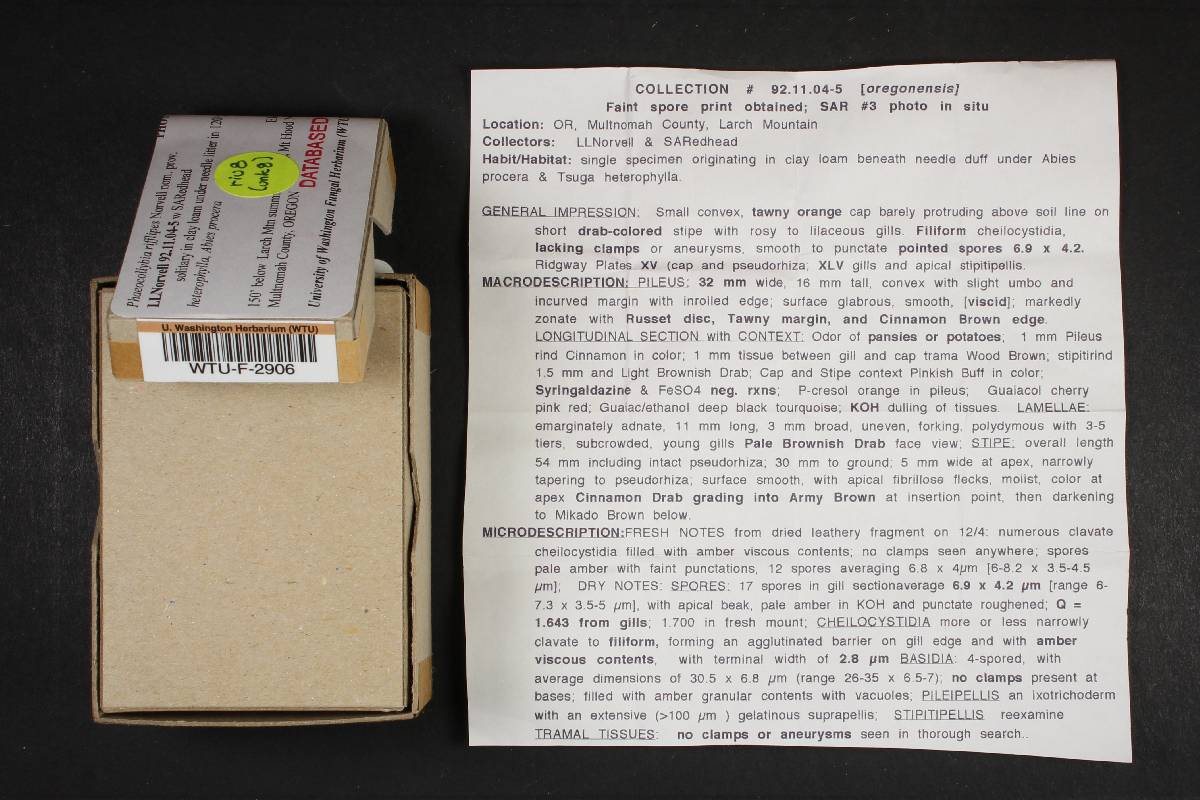 Phaeocollybia rifflipes Norvell nom. prov.
LLNorvell 92.11.04-5 w SARedhead
solitary in clay loam under needle litter in 120
heterophylla, Abies procera
150' below Larch Mtn summ
Mt Hood
Multnomah County, OREGON
DATABASED
University of Washington Fungal Herbarium (WTU
riv8
(unk8)
U. Washington Herbarium (WTU)
WTU-F-2906
COLLECTION # 92.11.04-5 [oregonensis]
Faint spore print obtained; SAR #3 photo in situ
Location: OR, Multnomah County, Larch Mountain
Collectors: LLNorvell & SARedhead
Habit/Habitat: single specimen originating in clay loam beneath needle duff under Abies
procera & Tsuga heterophylla.
GENERAL IMPRESSION: Small convex, tawny orange cap barely protruding above soil line on
short drab-colored stipe with rosy to lilaceous gills. Filiform cheilocystidia,
lacking clamps or aneurysms, smooth to punctate pointed spores 6.9 x 4.2.
Ridgway Plates XV (cap and pseudorhiza; XLV gills and apical stipitipellis.
MACRODESCRIPTION: PILEUS: 32 mm wide, 16 mm tall, convex with slight umbo and
incurved margin with inrolled edge; surface glabrous, smooth, [viscid]; markedly
zonate with Russet disc, Tawny margin, and Cinnamon Brown edge.
LONGITUDINAL SECTION with CONTEXT: Odor of pansies or potatoes; 1 mm Pileus
rind Cinnamon in color; 1 mm tissue between gill and cap trama Wood Brown; stipitirind
1.5 mm and Light Brownish Drab; Cap and Stipe context Pinkish Buff in color;
Syringaldazine & FeSO4 neg. rxns; P-cresol orange in pileus; Guaiacol cherry
pink red; Guaiac/ethanol deep black tourquoise; KOH dulling of tissues. LAMELLAE:
emarginately adnate, 11 mm long, 3 mm broad, uneven, forking, polydymous with 3-5
tiers, subcrowded, young gills Pale Brownish Drab face view; STIPE: overall length
54 mm including intact pseudorhiza; 30 mm to ground; 5 mm wide at apex, narrowly
tapering to pseudorhiza; surface smooth, with apical fibrillose flecks, moiist, color at
apex Cinnamon Drab grading into Army Brown at insertion point, then darkening
to Mikado Brown below.
MICRODESCRIPTION:FRESH NOTES from dried leathery fragment on 12/4: numerous clavate
cheilocystidia filled with amber viscous contents; no clamps seen anywhere; spores
pale amber with faint punctations, 12 spores averaging 6.8 x 4µm [6-8.2 x 3.5-4.5
µm]; DRY NOTES: SPORES: 17 spores in gill sectionaverage 6.9 x 4.2 µm [range 6-
7.3 x 3.5-5 µm], with apical beak, pale amber in KOH and punctate roughened; Q =
1.643 from gills; 1.700 in fresh mount; CHEILOCYSTIDIA more or less narrowly
clavate to filiform, forming an agglutinated barrier on gill edge and with amber
viscous contents, with terminal width of 2.8 µm BASIDIA: 4-spored, with
average dimensions of 30.5 x 6.8 µm (range 26-35 x 6.5-7); no clamps present at
bases; filled with amber granular contents with vacuoles; PILEIPELLIS an ixotrichoderm
with an extensive (>100 µm ) gelatinous suprapellis; STIPITIPELLIS reexamine
TRAMAL TISSUES: no clamps or aneurysms seen in thorough search..